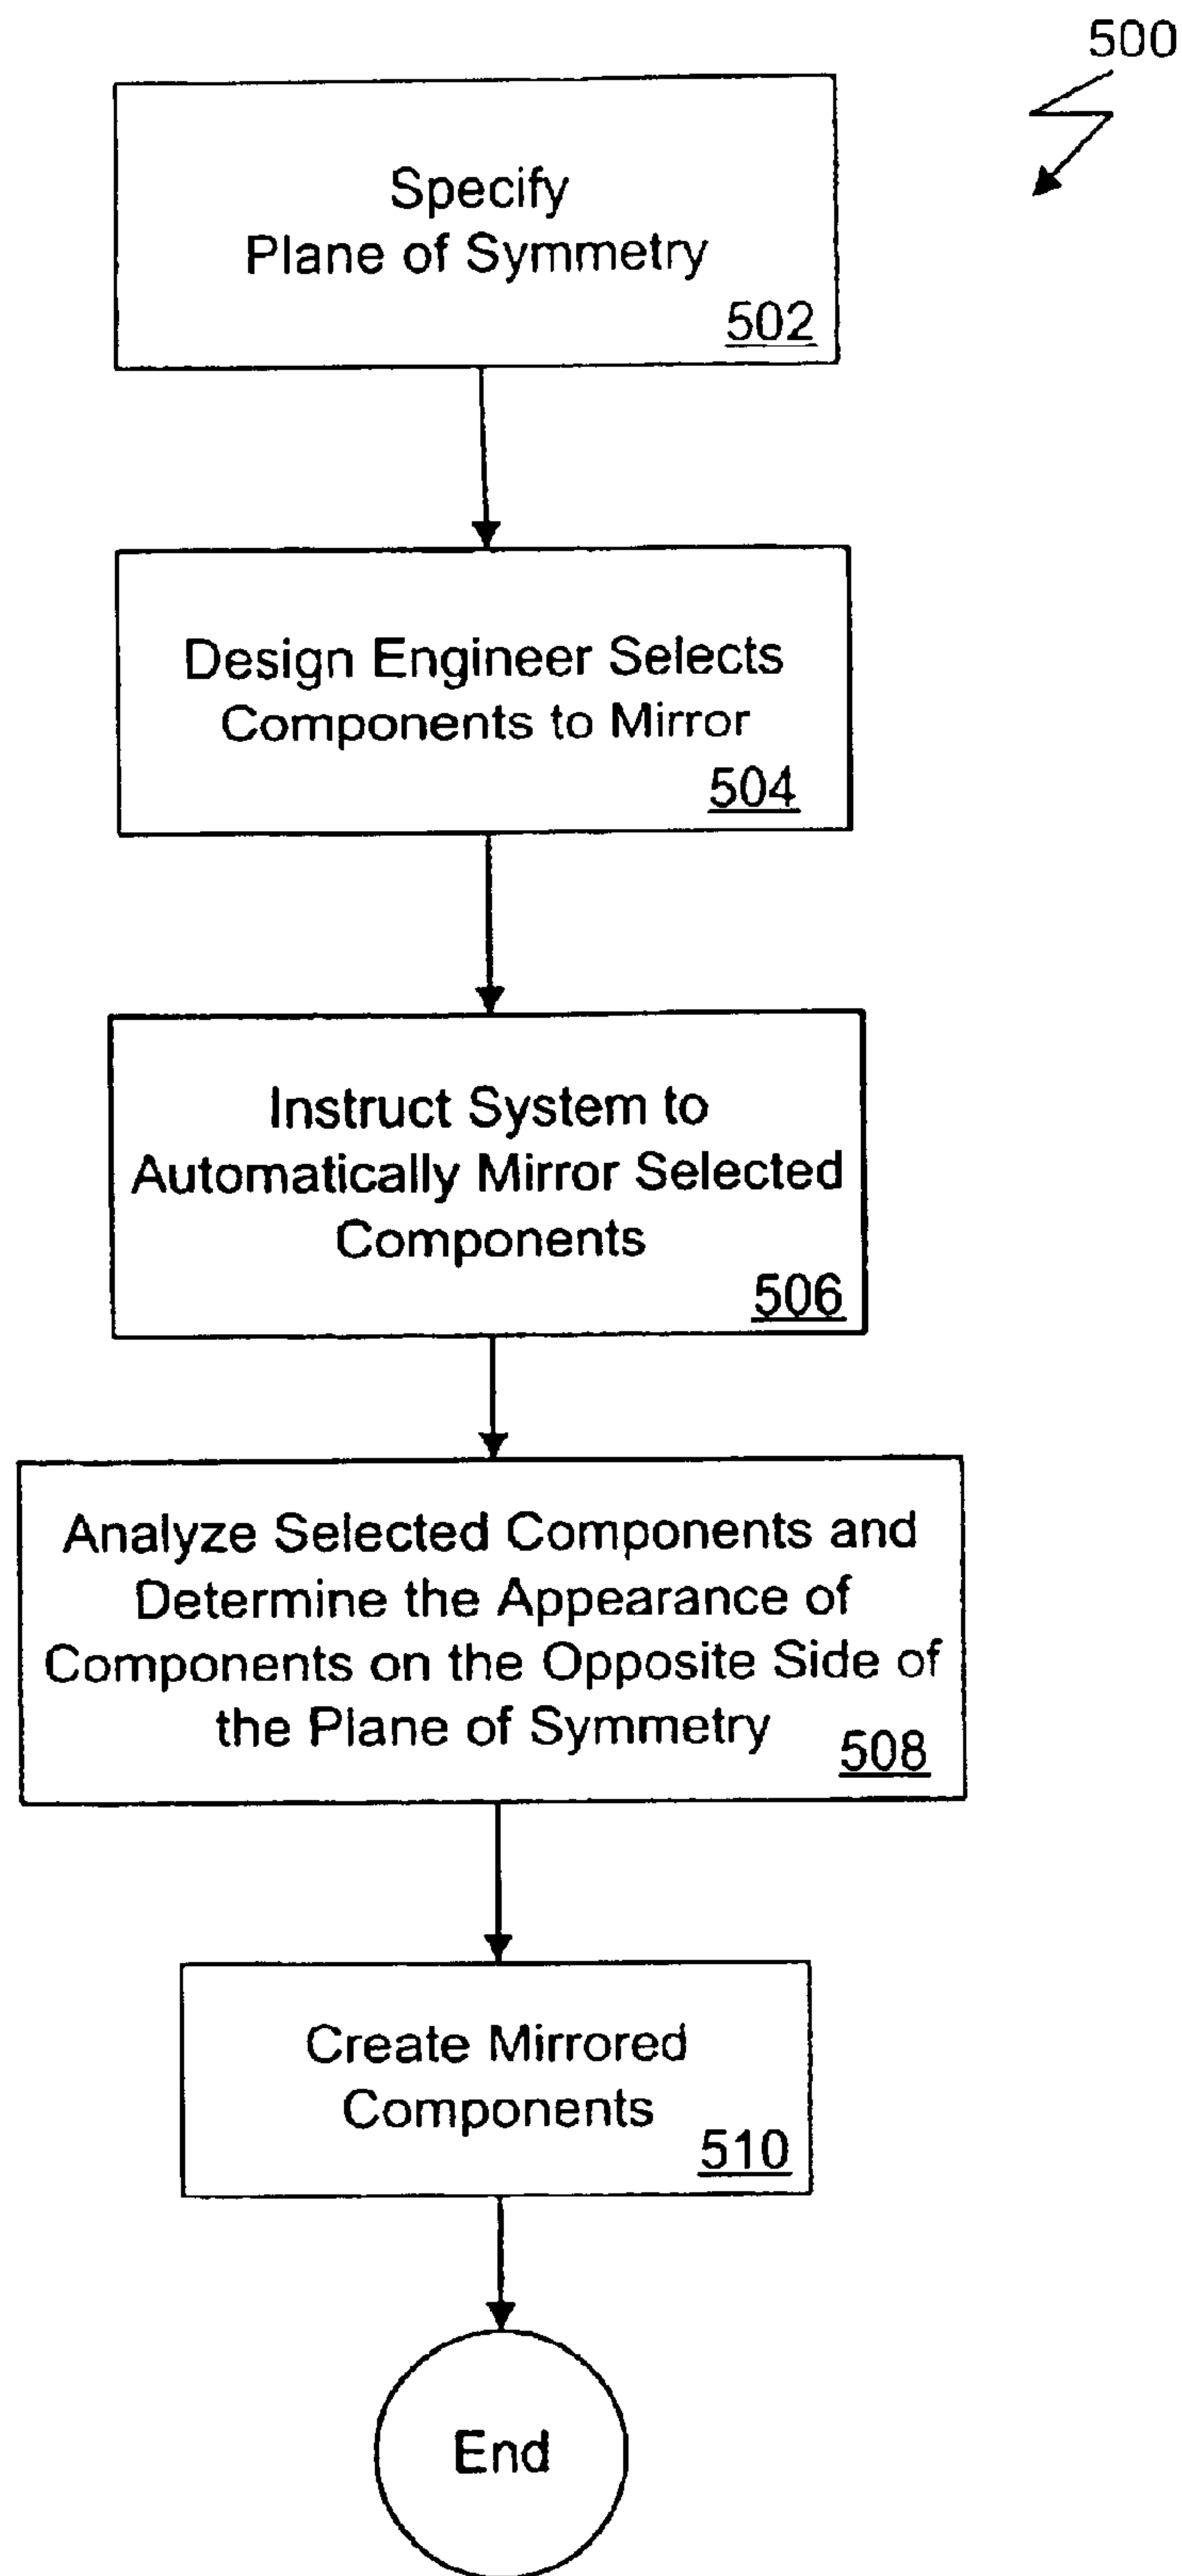 500
Specify
Plane of Symmetry
502
Design Engineer Selects
Components to Mirror
504
Instruct System to
Automatically Mirror Selected
Components
506
Analyze Selected Components and
Determine the Appearance of
Components on the Opposite Side of
the Plane of Symmetry
508
Create Mirrored
Components
510
End